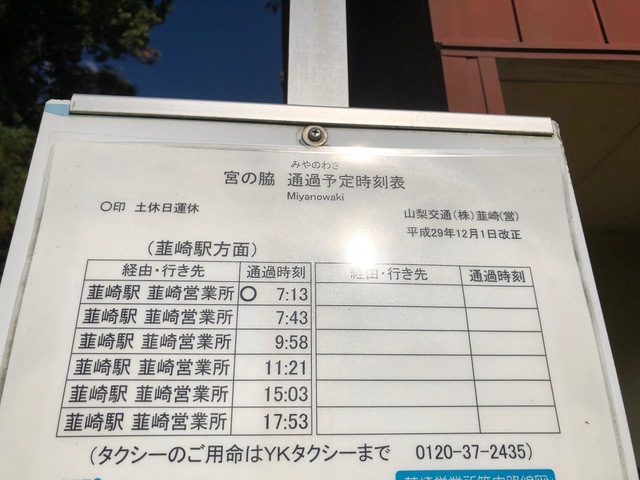 みやのわき
宮の脇 通過予定時刻表
Miyanowaki
〇印 土休日運休
山梨交通(株)韮崎(営)
平成29年12月1日改正
(韮崎駅方面)
経由・行き先 通過時刻 経由・行き先 通過時刻
韮崎駅 韮崎営業所 〇 7:13
韮崎駅 韮崎営業所 7:43
韮崎駅 韮崎営業所 9:58
韮崎駅 韮崎営業所 11:21
韮崎駅 韮崎営業所 15:03
韮崎駅 韮崎営業所 17:53
(タクシーのご用命はYKタクシーまで 0120-37-2435)